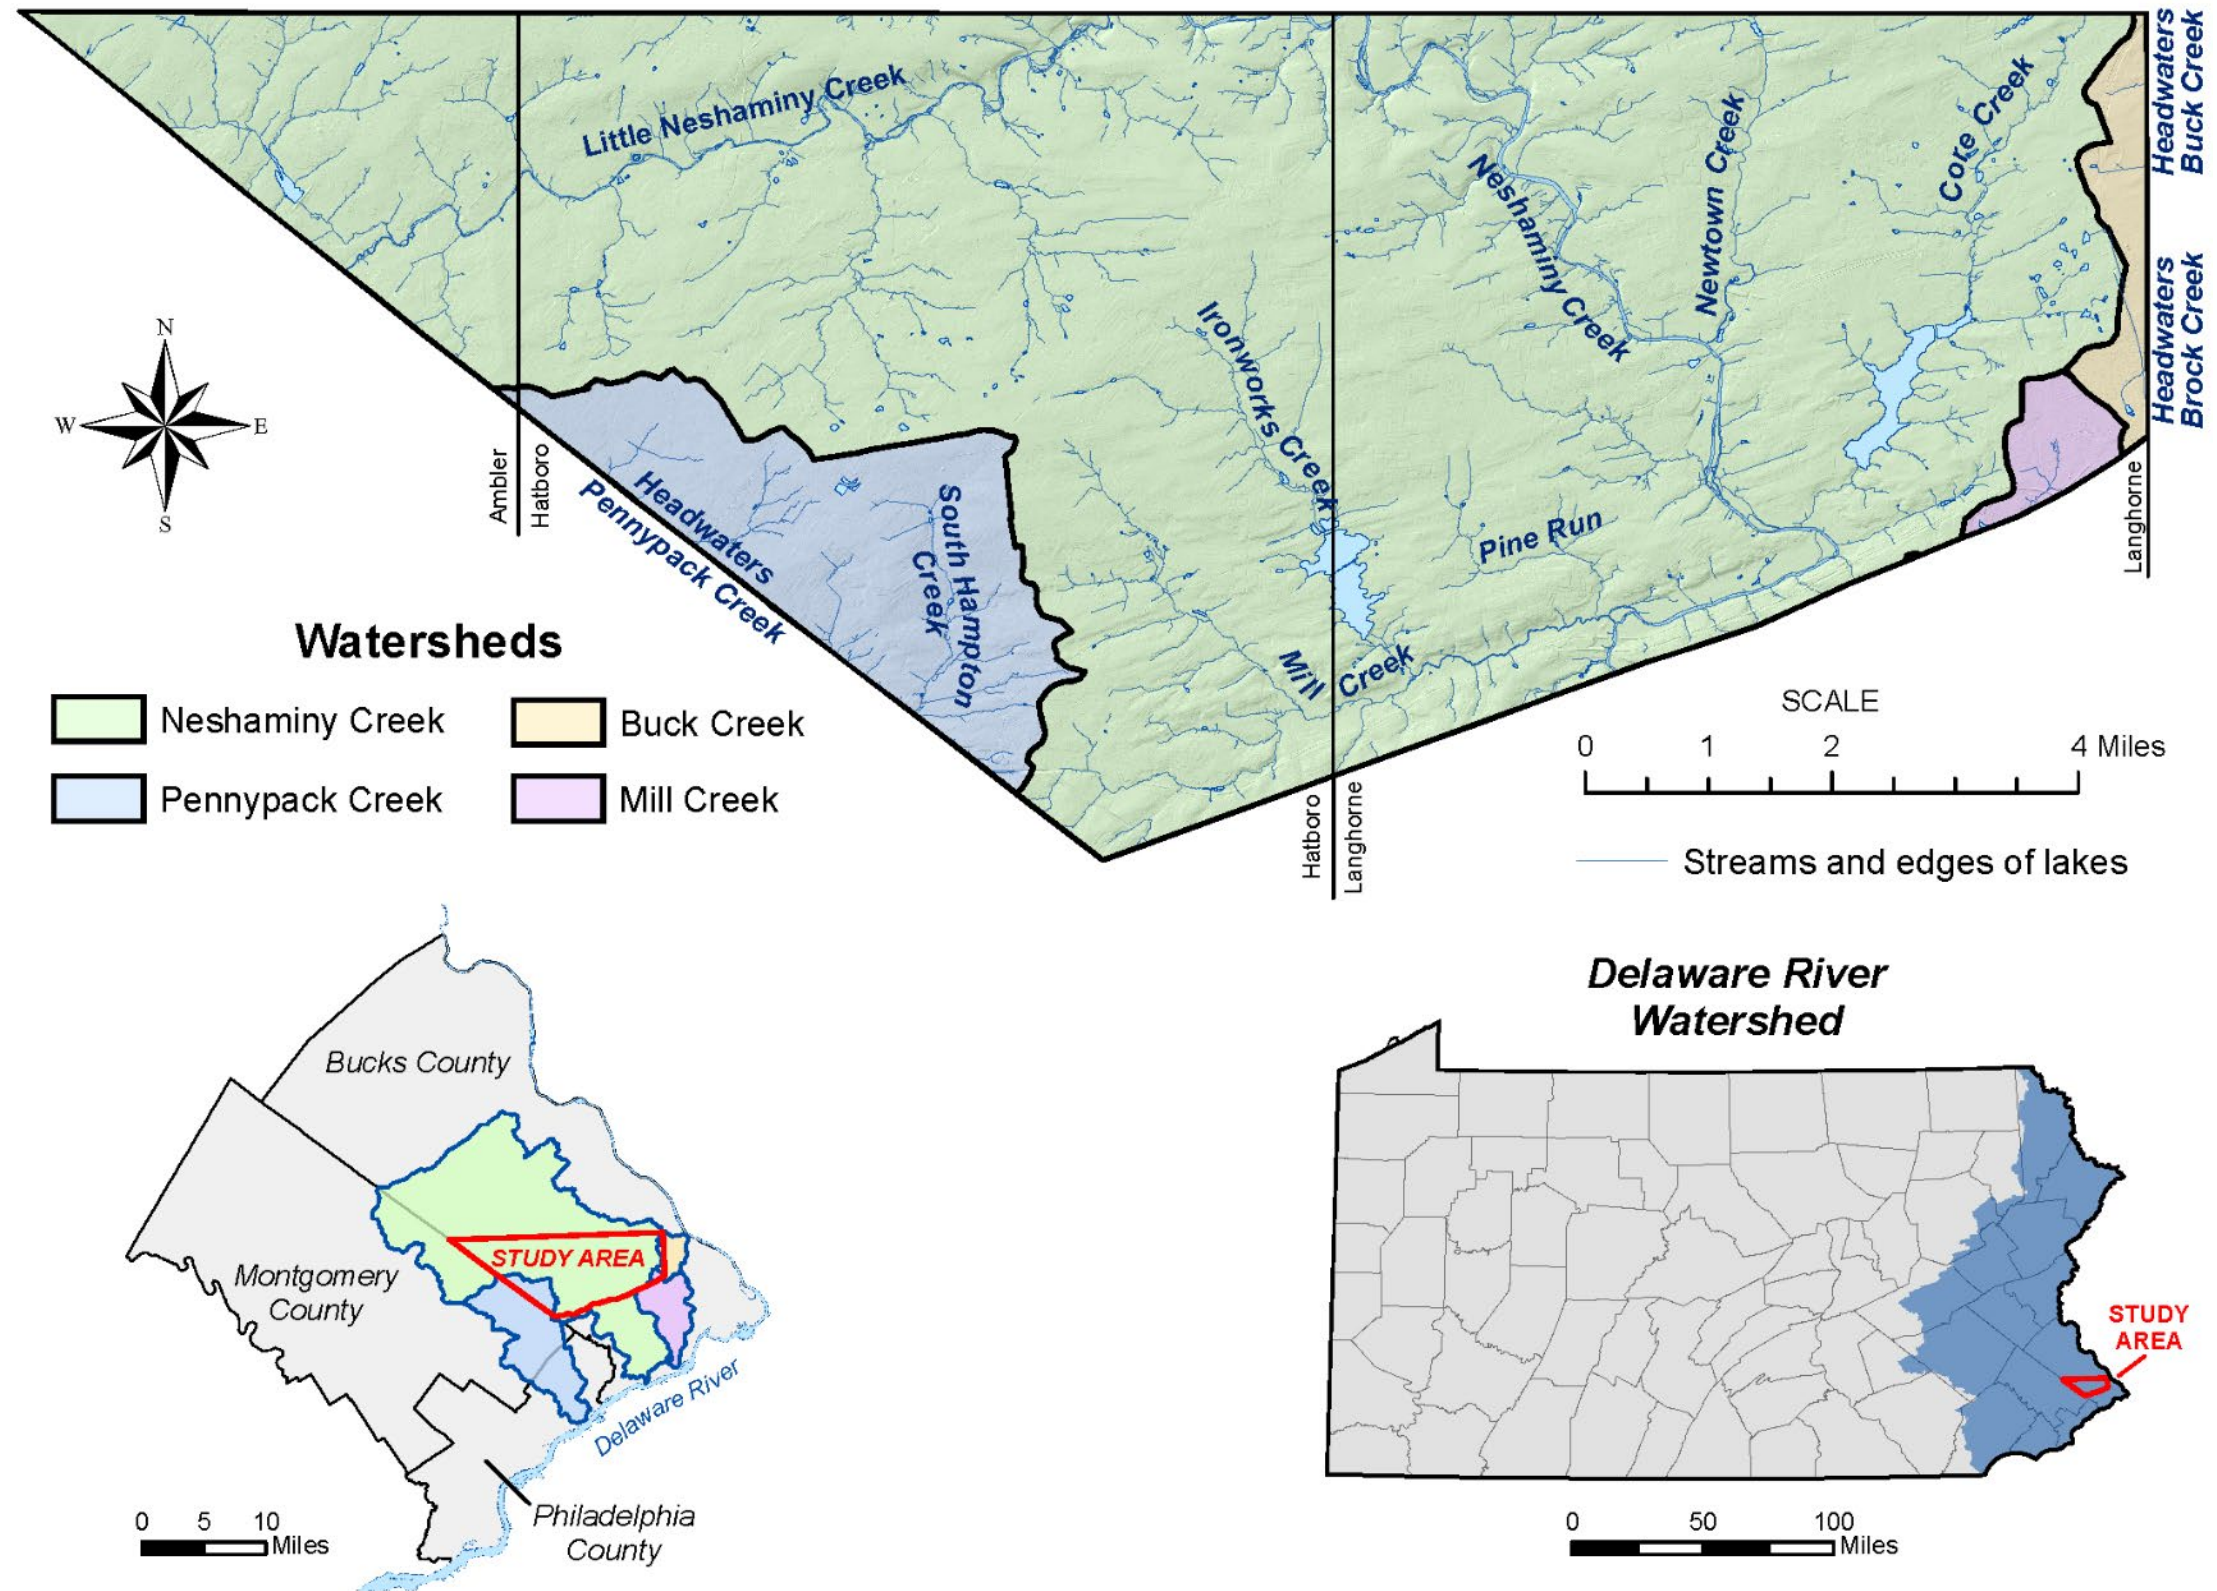 Little Neshaminy Creek
Neshaminy Creek
Newtown Creek
Core Creek
Headwaters
Buck Creek
Headwaters
Brock Creek
Ironworks Creek
Pine Run
Mill Creek
Headwaters
Pennypack Creek
South Hampton
Creek
N
W
E
S
Ambler
Hatboro
Hatboro
Langhorne
Langhorne
Watersheds
Neshaminy Creek
Buck Creek
Pennypack Creek
Mill Creek
SCALE
0 1 2 4 Miles
Streams and edges of lakes
Bucks County
Montgomery
County
STUDY AREA
Delaware River
Philadelphia
County
0 5 10
Miles
Delaware River
Watershed
STUDY
AREA
0 50 100
Miles